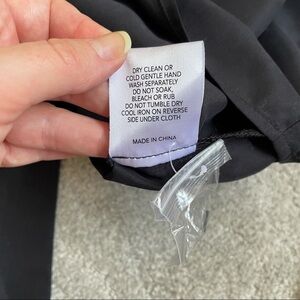 DRY CLEAN OR
COLD GENTLE HAND
WASH SEPARATELY
DO NOT SOAK,
BLEACH OR RUB
DO NOT TUMBLE DRY
COOL IRON ON REVERSE
SIDE UNDER CLOTH
MADE IN CHINA